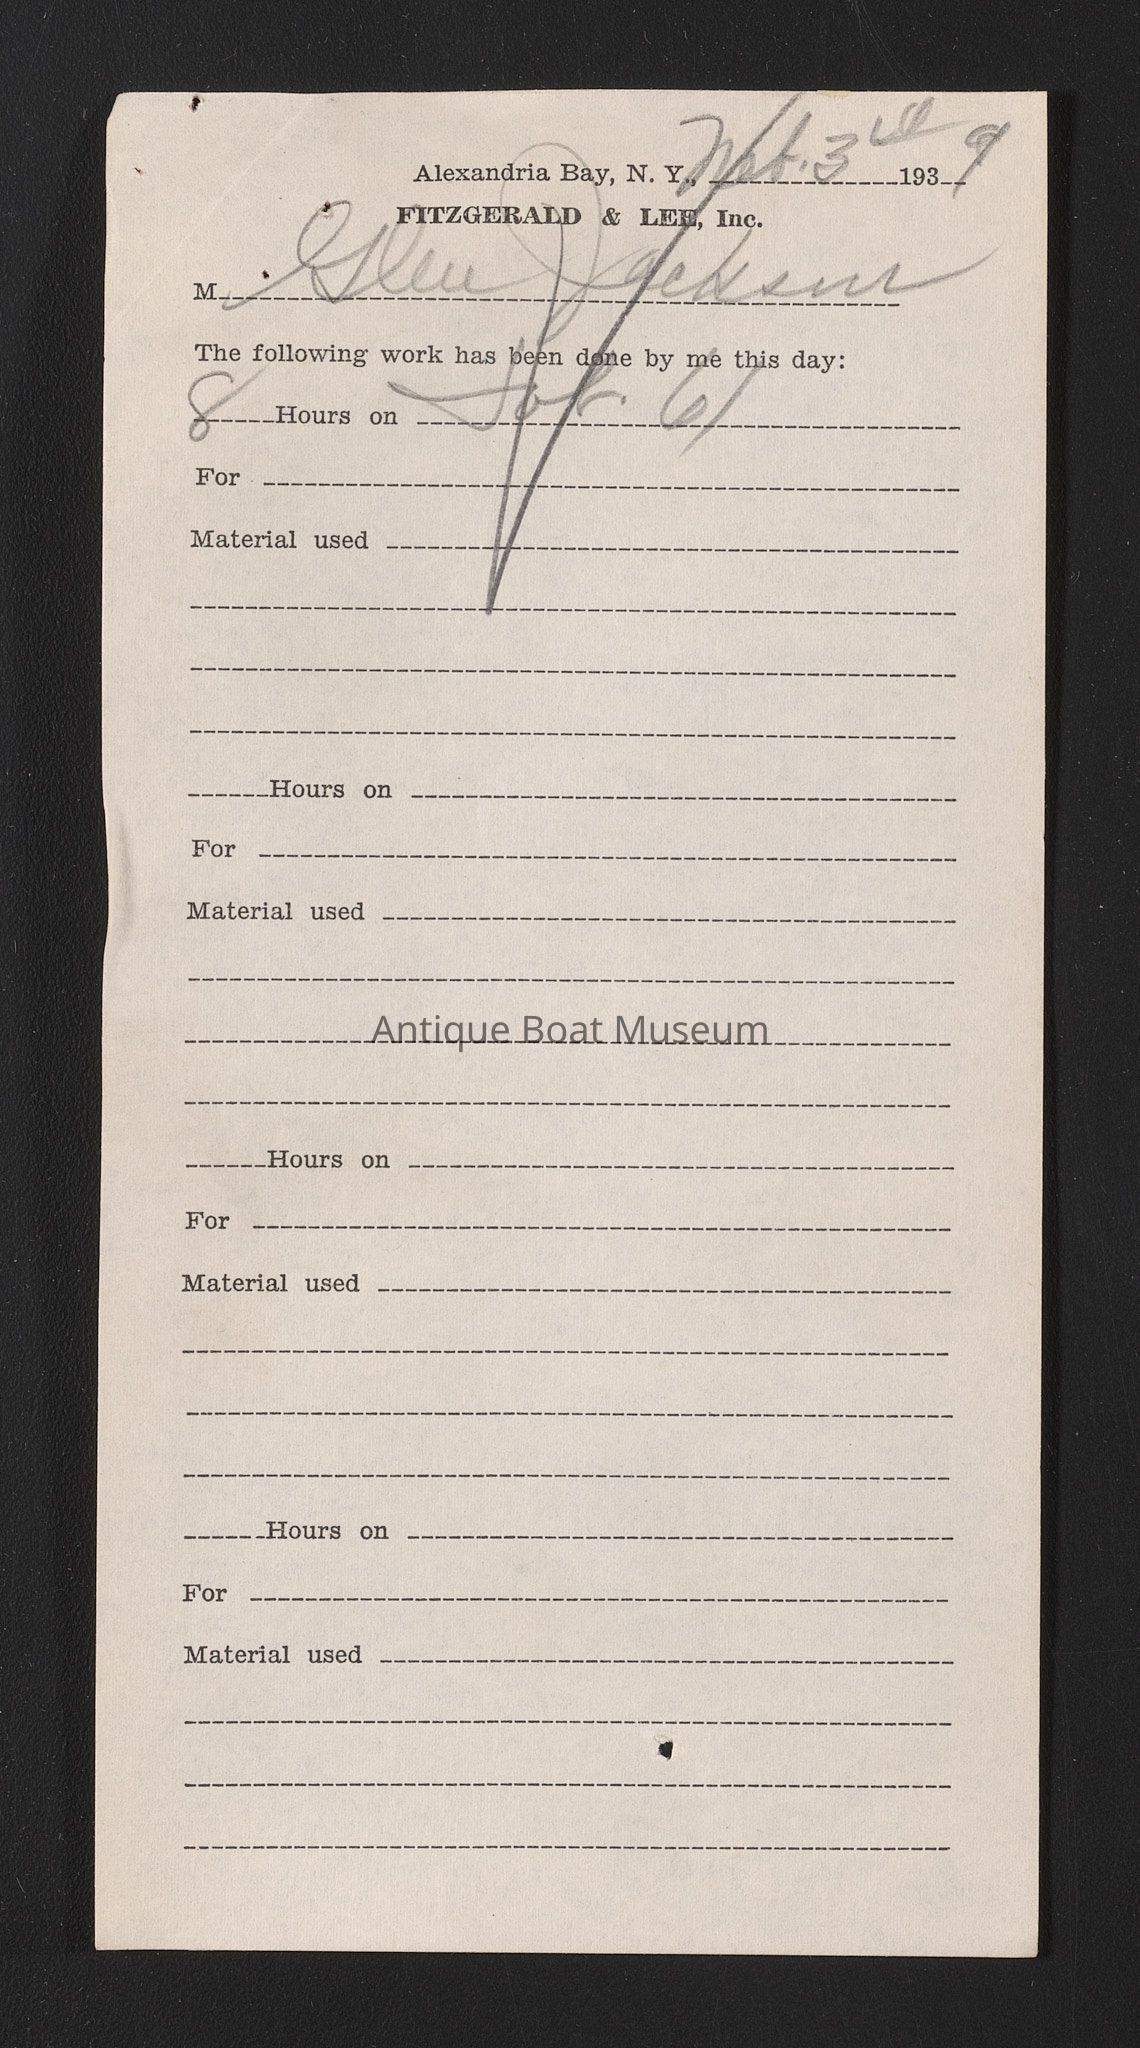 Alexandria Bay, N. Y., 3rd 1939
FITZGERALD & LEE, Inc.
M Glen Jackson
The following work has been done by me this day:
8 Hours on Job. 61
For
Material used
Hours on
For
Material used
Antique Boat Museum
Hours on
For
Material used
Hours on
For
Material used